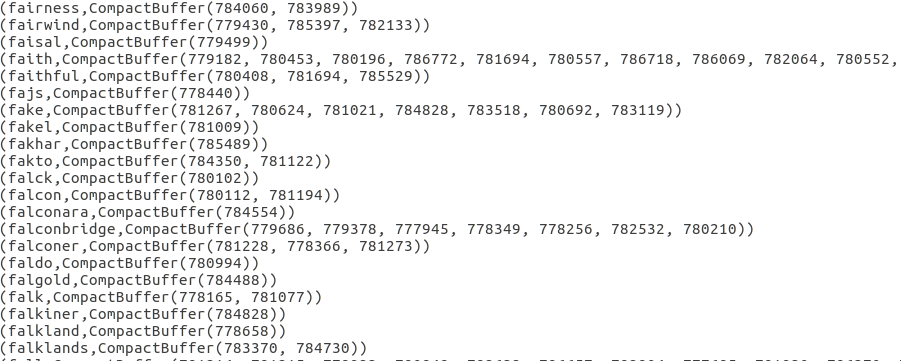 (fairness,CompactBuffer(784060, 783989))
(fairwind,CompactBuffer(779430, 785397, 782133))
(faisal,CompactBuffer(779499))
(faith,CompactBuffer(779182, 780453, 780196, 786772, 781694, 780557, 786718, 786069, 782064, 780552,
(faithful,CompactBuffer(780408, 781694, 785529))
(fajs,CompactBuffer(778440))
(fake,CompactBuffer(781267, 780624, 781021, 784828, 783518, 780692, 783119))
(fakel,CompactBuffer(781009))
(fakhar,CompactBuffer(785489))
(fakto,CompactBuffer(784350, 781122))
(falck,CompactBuffer(780102))
(falcon,CompactBuffer(780112, 781194))
(falconara,CompactBuffer(784554))
(falconbridge,CompactBuffer(779686, 779378, 777945, 778349, 778256, 782532, 780210))
(falconer,CompactBuffer(781228, 778366, 781273))
(faldo,CompactBuffer(780994))
(falgold,CompactBuffer(784488))
(falk,CompactBuffer(778165, 781077))
(falkiner,CompactBuffer(784828))
(falkland,CompactBuffer(778658))
(falklands,CompactBuffer(783370, 784730))